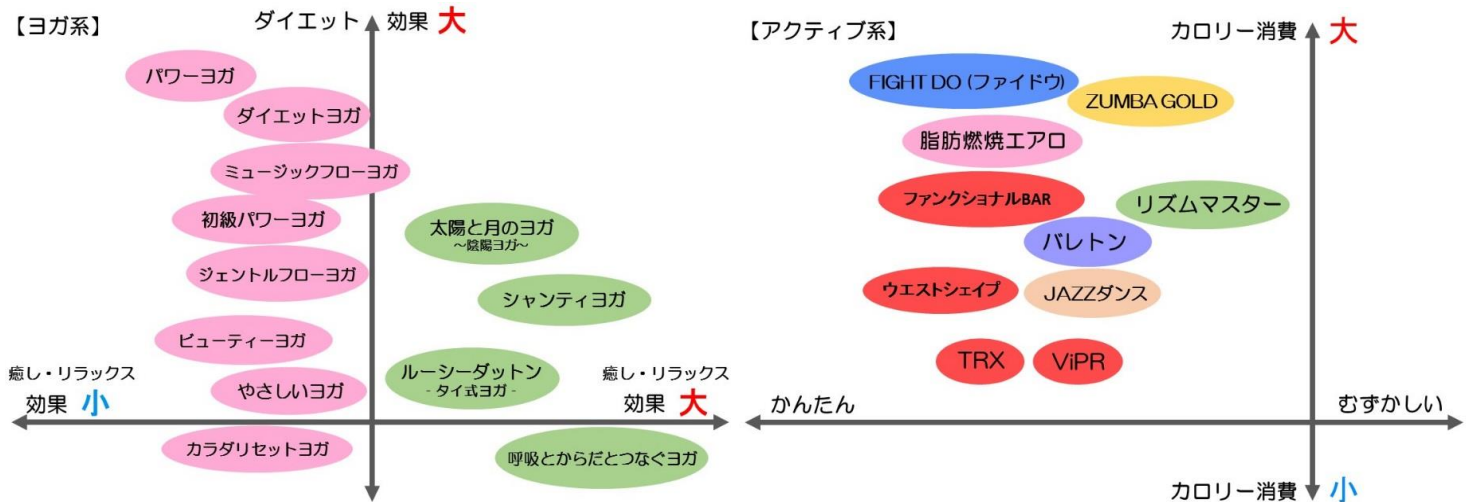 【ヨガ系】
ダイエット 効果 大
パワーヨガ
ダイエットヨガ
ミュージックフローヨガ
初級パワーヨガ
太陽と月のヨガ
～陰陽ヨガ～
ジェントルフローヨガ
シャンティヨガ
ビューティーヨガ
ルーシーダットン
- タイ式ヨガ -
やさしいヨガ
癒し・リラックス
効果 小
癒し・リラックス
効果 大
カラダリセットヨガ
呼吸とからだとつなぐヨガ
【アクティブ系】
カロリー消費 大
FIGHT DO (ファイドウ)
ZUMBA GOLD
脂肪燃焼エアロ
ファンクショナルBAR
リズムマスター
バレトン
ウエストシェイプ
JAZZダンス
TRX
ViPR
かんたん
むずかしい
カロリー消費 小